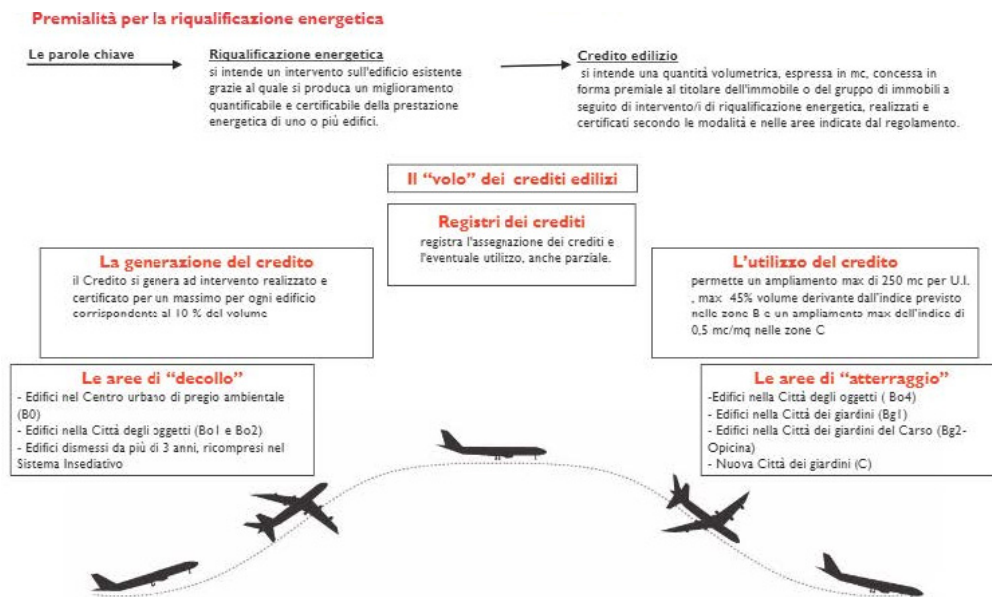 Premialità per la riqualificazione energetica
Le parole chiave
Riqualificazione energetica
si intende un intervento sull'edificio esistente
grazie al quale si produca un miglioramento
quantificabile e certificabile della prestazione
energetica di uno o più edifici.
Credito edilizio
si intende una quantità volumetrica, espressa in mc, concessa in
forma premiale al titolare dell'immobile o del gruppo di immobili a
seguito di intervento/i di riqualificazione energetica, realizzati e
certificati secondo le modalità e nelle aree indicate dal regolamento.
Il “volo” dei crediti edilizi
Registri dei crediti
registra l'assegnazione dei crediti e
l'eventuale utilizzo, anche parziale.
La generazione del credito
il Credito si genera ad intervento realizzato e
certificato per un massimo per ogni edificio
corrispondente al 10 % del volume
L'utilizzo del credito
permette un ampliamento max di 250 mc per U.I.
, max 45% volume derivante dall'indice previsto
nelle zone B e un ampliamento max dell'indice di
0,5 mc/mq nelle zone C
Le aree di “decollo”
- Edifici nel Centro urbano di pregio ambientale
(B0)
- Edifici nella Città degli oggetti (Bo1 e Bo2)
- Edifici dismessi da più di 3 anni, ricompresi nel
Sistema Insediativo
Le aree di “atterraggio”
-Edifici nella Città degli oggetti ( Bo4)
- Edifici nella Città dei giardini (Bg1)
- Edifici nella Città dei giardini del Carso (Bg2-
Opicina)
- Nuova Città dei giardini (C)